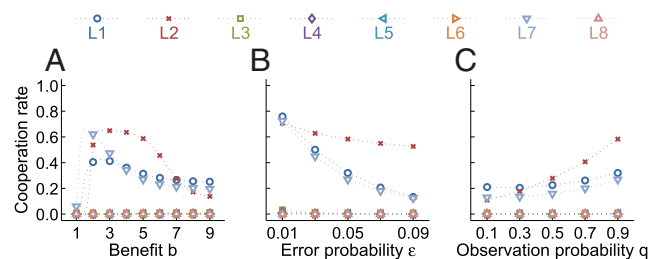 L1 L2 L3 L4 L5 L6 L7 L8
A B C
Cooperation rate
1.0
0.8
0.6
0.4
0.2
0.0
1 3 5 7 9
0.01 0.05 0.09
0.1 0.3 0.5 0.7 0.9
Benefit b
Error probability ε
Observation probability q